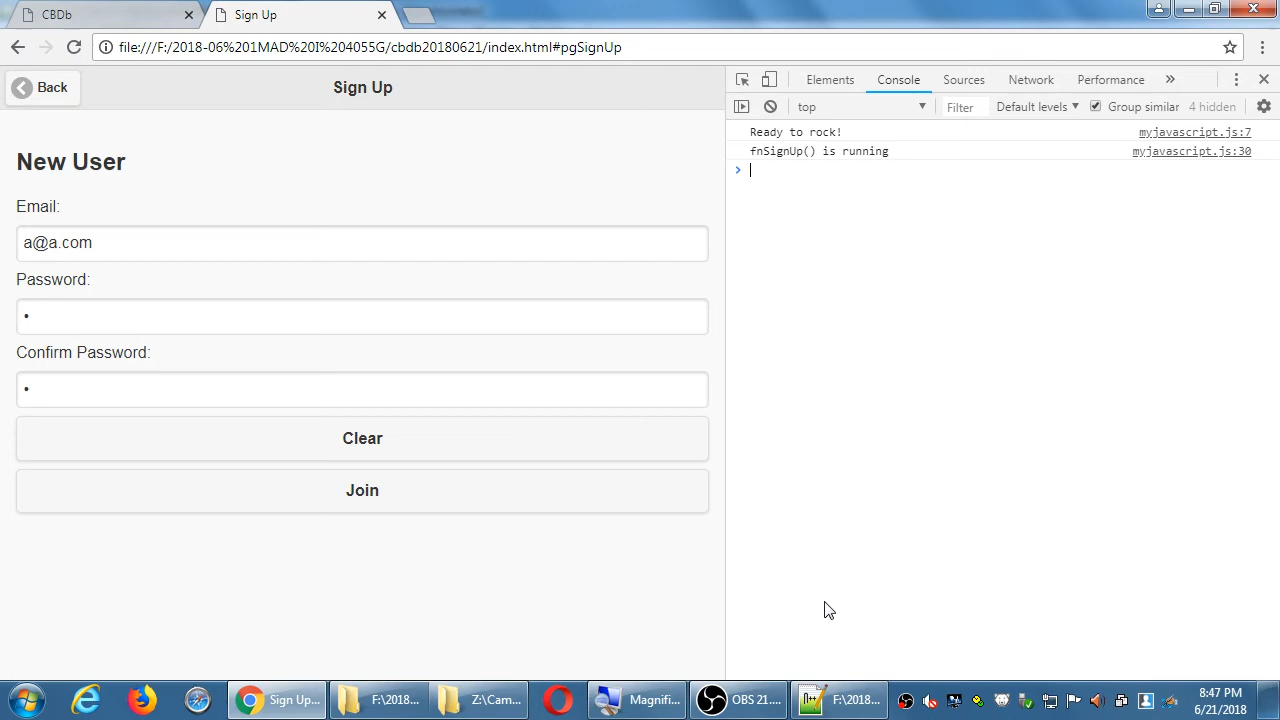 CBDb
Sign Up
file:///F:/2018-06%201MAD%20I%204055G/cbdb20180621/index.html#pgSignUp
Back
Sign Up
New User
Email:
a@a.com
Password:
•
Confirm Password:
•
Clear
Join
Elements
Console
Sources
Network
Performance
»
top
Filter
Default levels
Group similar
4 hidden
Ready to rock!
myjavascript.js:7
fnSignUp() is running
myjavascript.js:30
Sign Up...
F:\2018...
Z:\Cam...
Magnifi...
OBS 21....
F:\2018...
8:47 PM
6/21/2018